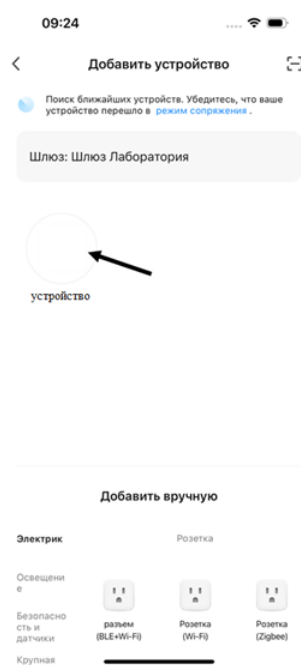 09:24
Добавить устройство
Поиск ближайших устройств. Убедитесь, что ваше
устройство перешло в режим сопряжения .
Шлюз: Шлюз Лаборатория
устройство
Добавить вручную
Электрик
Розетка
Освещени
е
Безопасно
сть и
датчики
Крупная
разъем
(BLE+Wi-Fi)
Розетка
(Wi-Fi)
Розетка
(Zigbee)